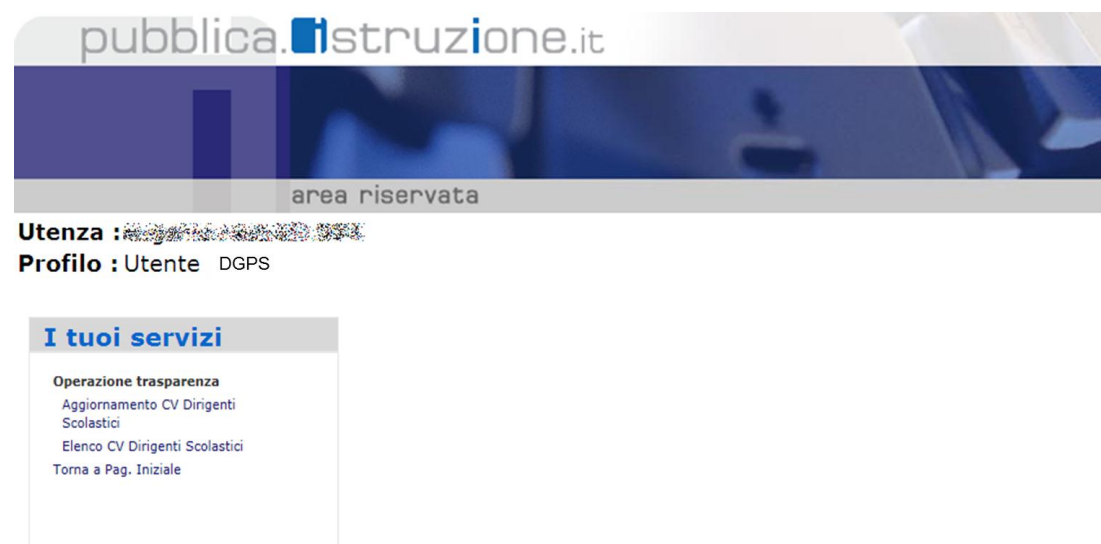 pubblica.istruzione.it
area riservata
Utenza :
Profilo : Utente DGPS
I tuoi servizi
Operazione trasparenza
Aggiornamento CV Dirigenti
Scolastici
Elenco CV Dirigenti Scolastici
Torna a Pag. Iniziale